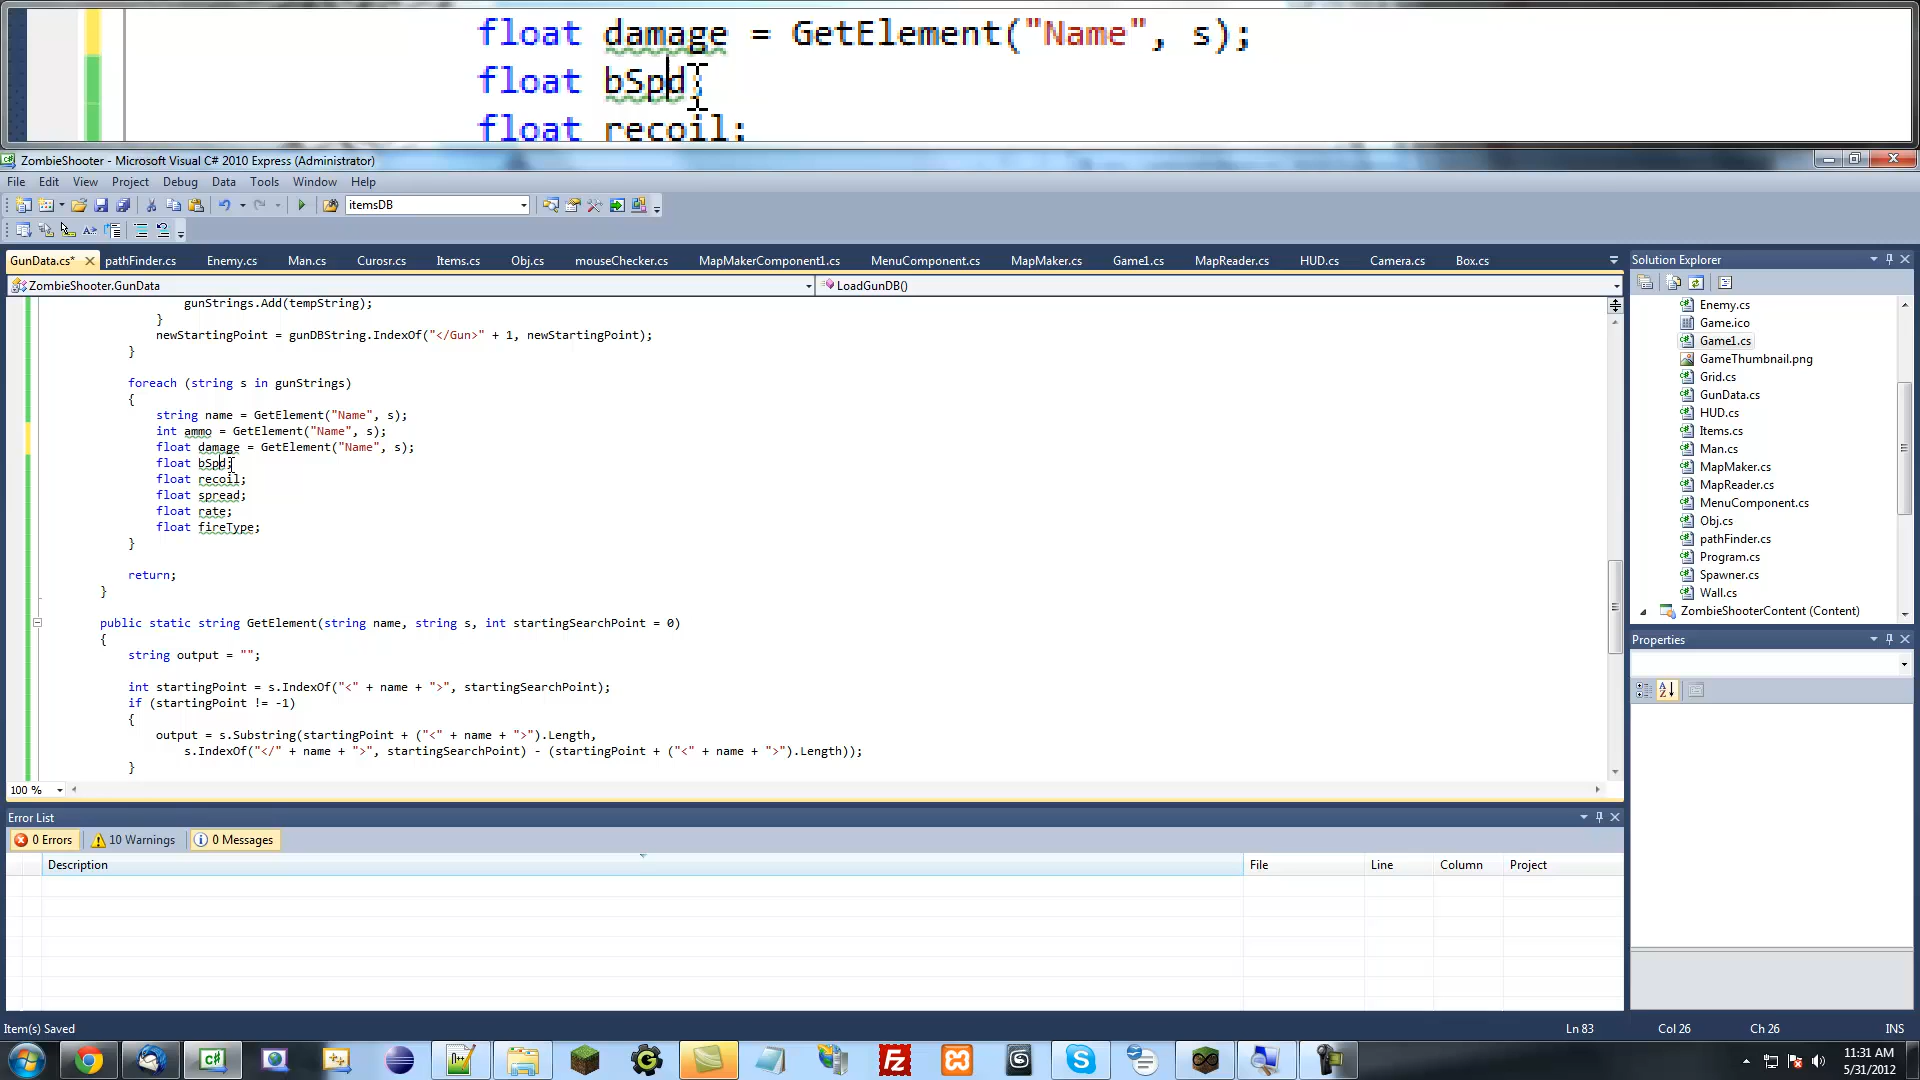 float damage = GetElement("Name", s);
float bSpd;
float recoil;
ZombieShooter - Microsoft Visual C# 2010 Express (Administrator)
File Edit View Project Debug Data Tools Window Help
itemsDB
GunData.cs* pathFinder.cs Enemy.cs Man.cs Curosr.cs Items.cs Obj.cs mouseChecker.cs MapMakerComponent1.cs MenuComponent.cs MapMaker.cs Game1.cs MapReader.cs HUD.cs Camera.cs Box.cs
ZombieShooter.GunData LoadGunDB()
gunStrings.Add(tempString);
}
newStartingPoint = gunDBString.IndexOf("</Gun>" + 1, newStartingPoint);
}
foreach (string s in gunStrings)
{
string name = GetElement("Name", s);
int ammo = GetElement("Name", s);
float damage = GetElement("Name", s);
float bSpd;
float recoil;
float spread;
float rate;
float fireType;
}
return;
}
public static string GetElement(string name, string s, int startingSearchPoint = 0)
{
string output = "";
int startingPoint = s.IndexOf("<" + name + ">", startingSearchPoint);
if (startingPoint != -1)
{
output = s.Substring(startingPoint + ("<" + name + ">").Length,
s.IndexOf("</" + name + ">", startingSearchPoint) - (startingPoint + ("<" + name + ">").Length));
}
100 %
Solution Explorer
Enemy.cs
Game.ico
Game1.cs
GameThumbnail.png
Grid.cs
GunData.cs
HUD.cs
Items.cs
Man.cs
MapMaker.cs
MapReader.cs
MenuComponent.cs
Obj.cs
pathFinder.cs
Program.cs
Spawner.cs
Wall.cs
ZombieShooterContent (Content)
Properties
Error List
0 Errors 10 Warnings 0 Messages
Description File Line Column Project
Item(s) Saved Ln 83 Col 26 Ch 26 INS
11:31 AM
5/31/2012